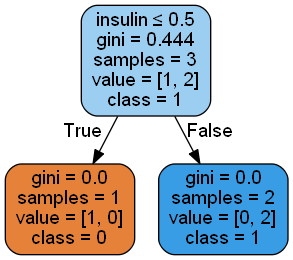 insulin ≤ 0.5
gini = 0.444
samples = 3
value = [1, 2]
class = 1
True
False
gini = 0.0
samples = 1
value = [1, 0]
class = 0
gini = 0.0
samples = 2
value = [0, 2]
class = 1